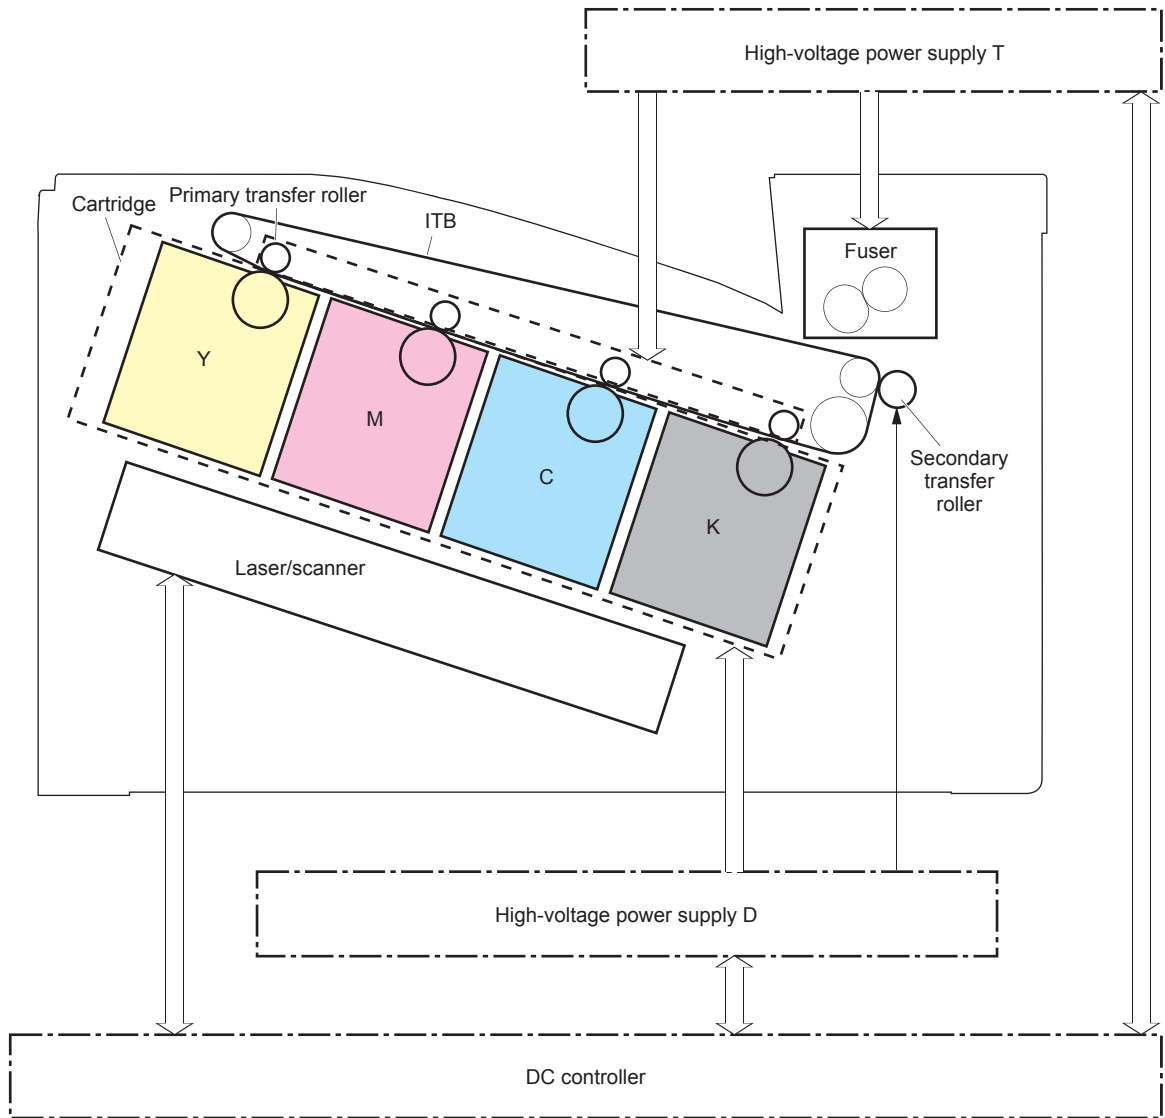 High-voltage power supply T
Primary transfer roller
Cartridge
ITB
Fuser
Y
M
C
K
Secondary
transfer
roller
Laser/scanner
High-voltage power supply D
DC controller